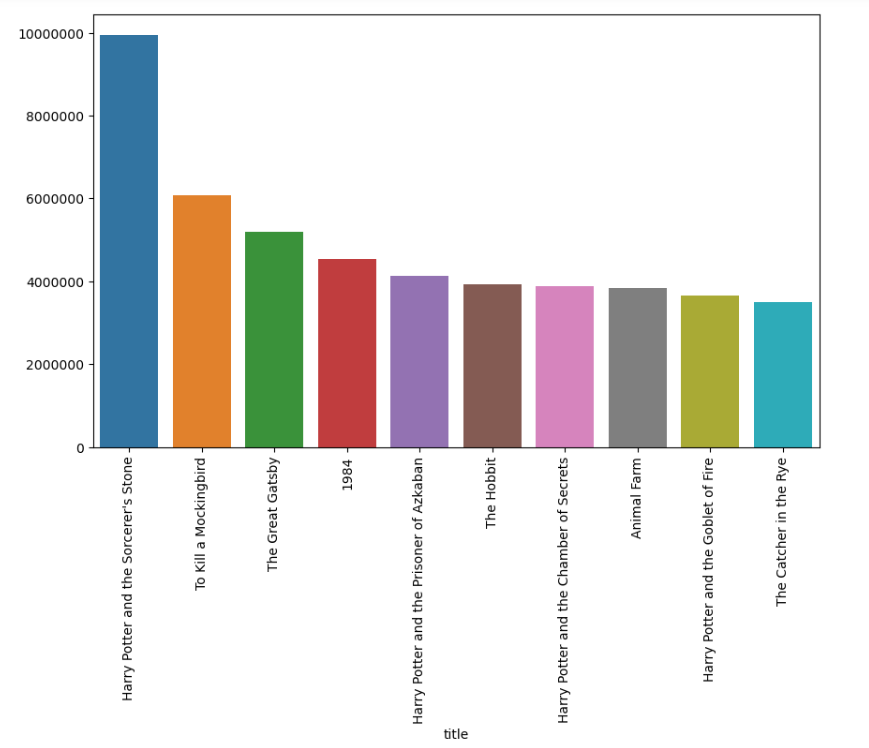 10000000
8000000
6000000
4000000
2000000
0
Harry Potter and the Sorcerer's Stone
To Kill a Mockingbird
The Great Gatsby
1984
Harry Potter and the Prisoner of Azkaban
The Hobbit
Harry Potter and the Chamber of Secrets
Animal Farm
Harry Potter and the Goblet of Fire
The Catcher in the Rye
title